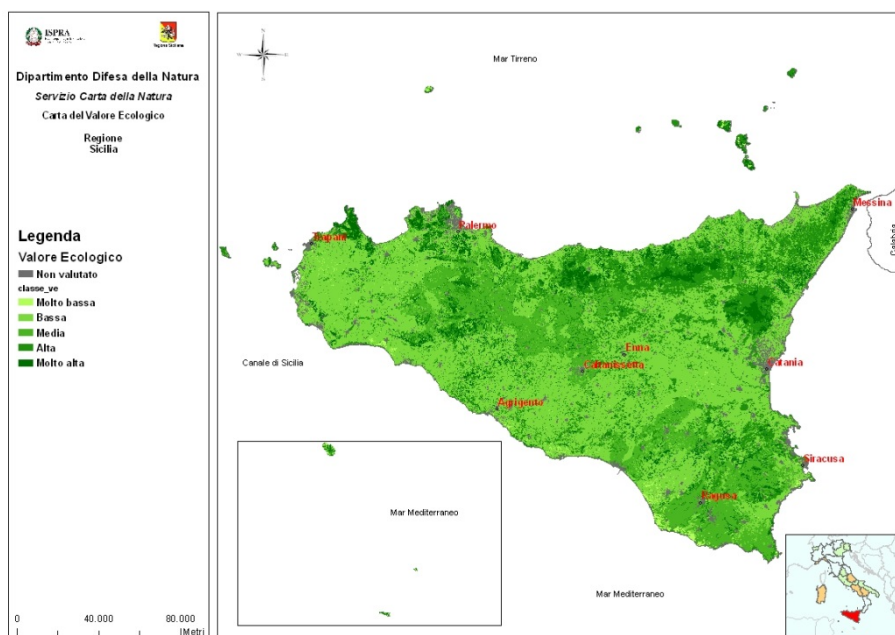 ISPRA
Regione Siciliana
Dipartimento Difesa della Natura
Servizio Carta della Natura
Carta del Valore Ecologico
Regione
Sicilia
Legenda
Valore Ecologico
Non valutato
classe_ve
Molto bassa
Bassa
Media
Alta
Molto alta
0 40.000 80.000
Metri
Mar Tirreno
Messina
Palermo
Trapani
Calabria
Enna
Canale di Sicilia
Caltanissetta
Catania
Agrigento
Siracusa
Ragusa
Mar Mediterraneo
Mar Mediterraneo